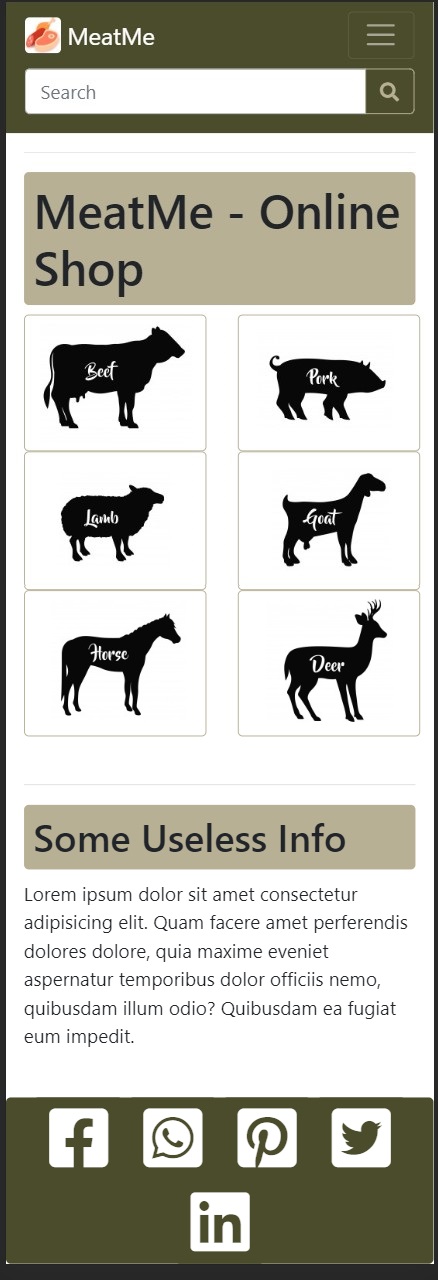 MeatMe
Search
MeatMe - Online
Shop
Beef
Pork
Lamb
Goat
Horse
Deer
Some Useless Info
Lorem ipsum dolor sit amet consectetur
adipisicing elit. Quam facere amet perferendis
dolores dolore, quia maxime eveniet
aspernatur temporibus dolor officiis nemo,
quibusdam illum odio? Quibusdam ea fugiat
eum impedit.
in